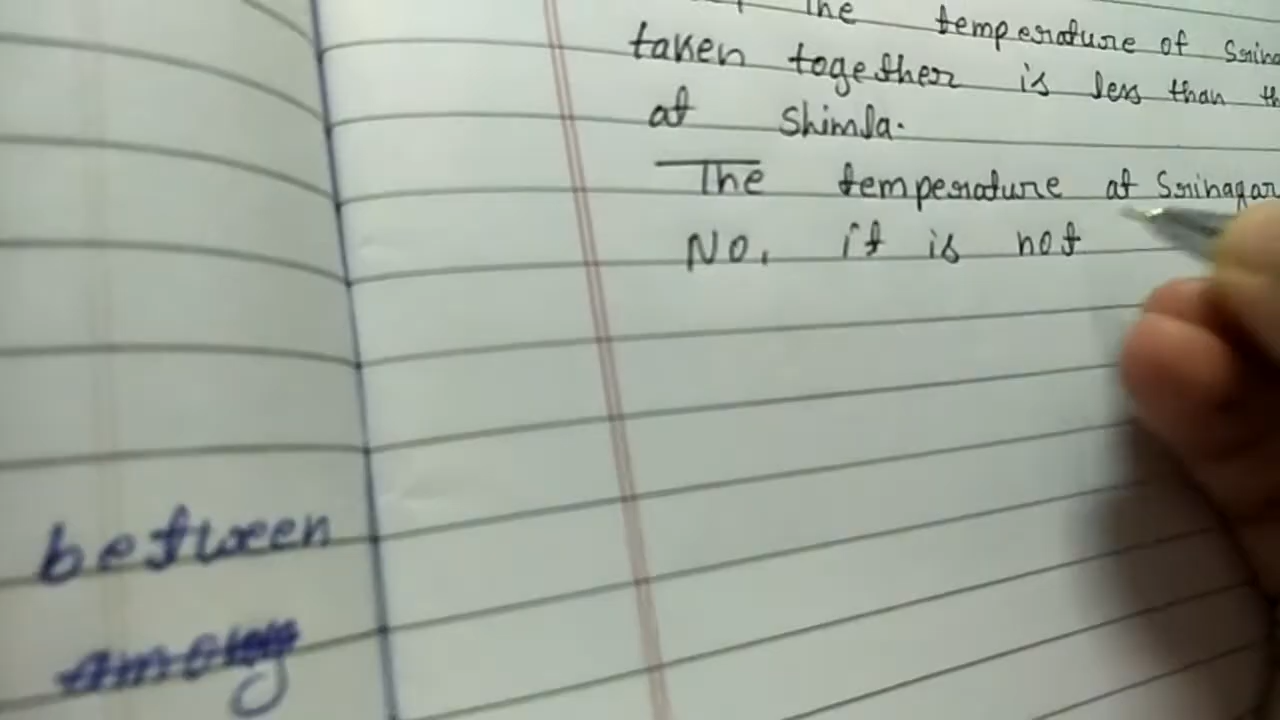 The temperature of
taken together is less than
at Shimla.
The temperature at Srinagar
No, it is not
between
among